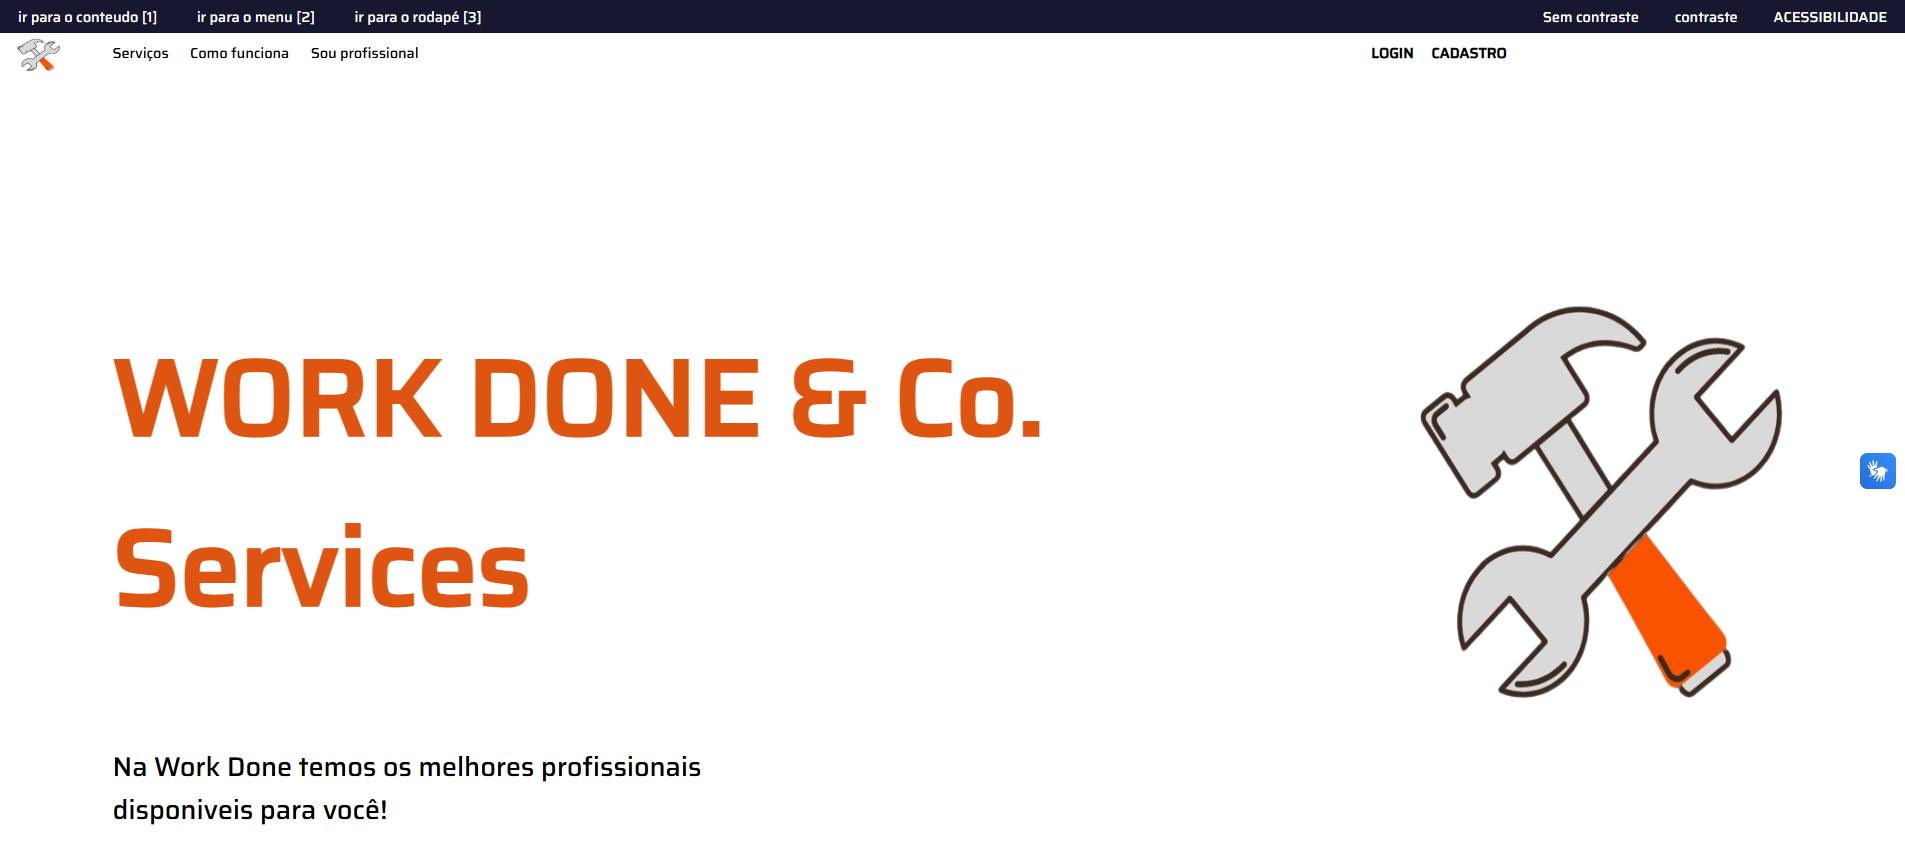 ir para o conteudo [1] ir para o menu [2] ir para o rodapé [3] Sem contraste contraste ACESSIBILIDADE
Serviços Como funciona Sou profissional LOGIN CADASTRO
WORK DONE & Co.
Services
Na Work Done temos os melhores profissionais
disponiveis para você!